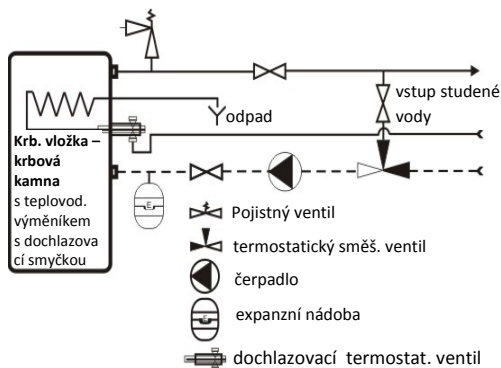 vstup studené
vody
odpad
Krb. vložka –
krbová
kamna
s teplovod.
výměníkem
s dochlazova
cí smyčkou
E
Pojistný ventil
termostatický směš. ventil
čerpadlo
E
expanzní nádoba
dochlazovací termostat. ventil